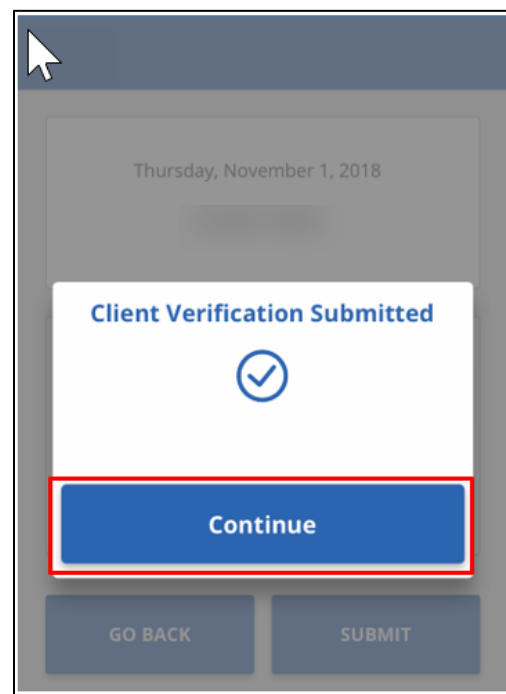 Thursday, November 1, 2018
Client Verification Submitted
Continue
GO BACK
SUBMIT